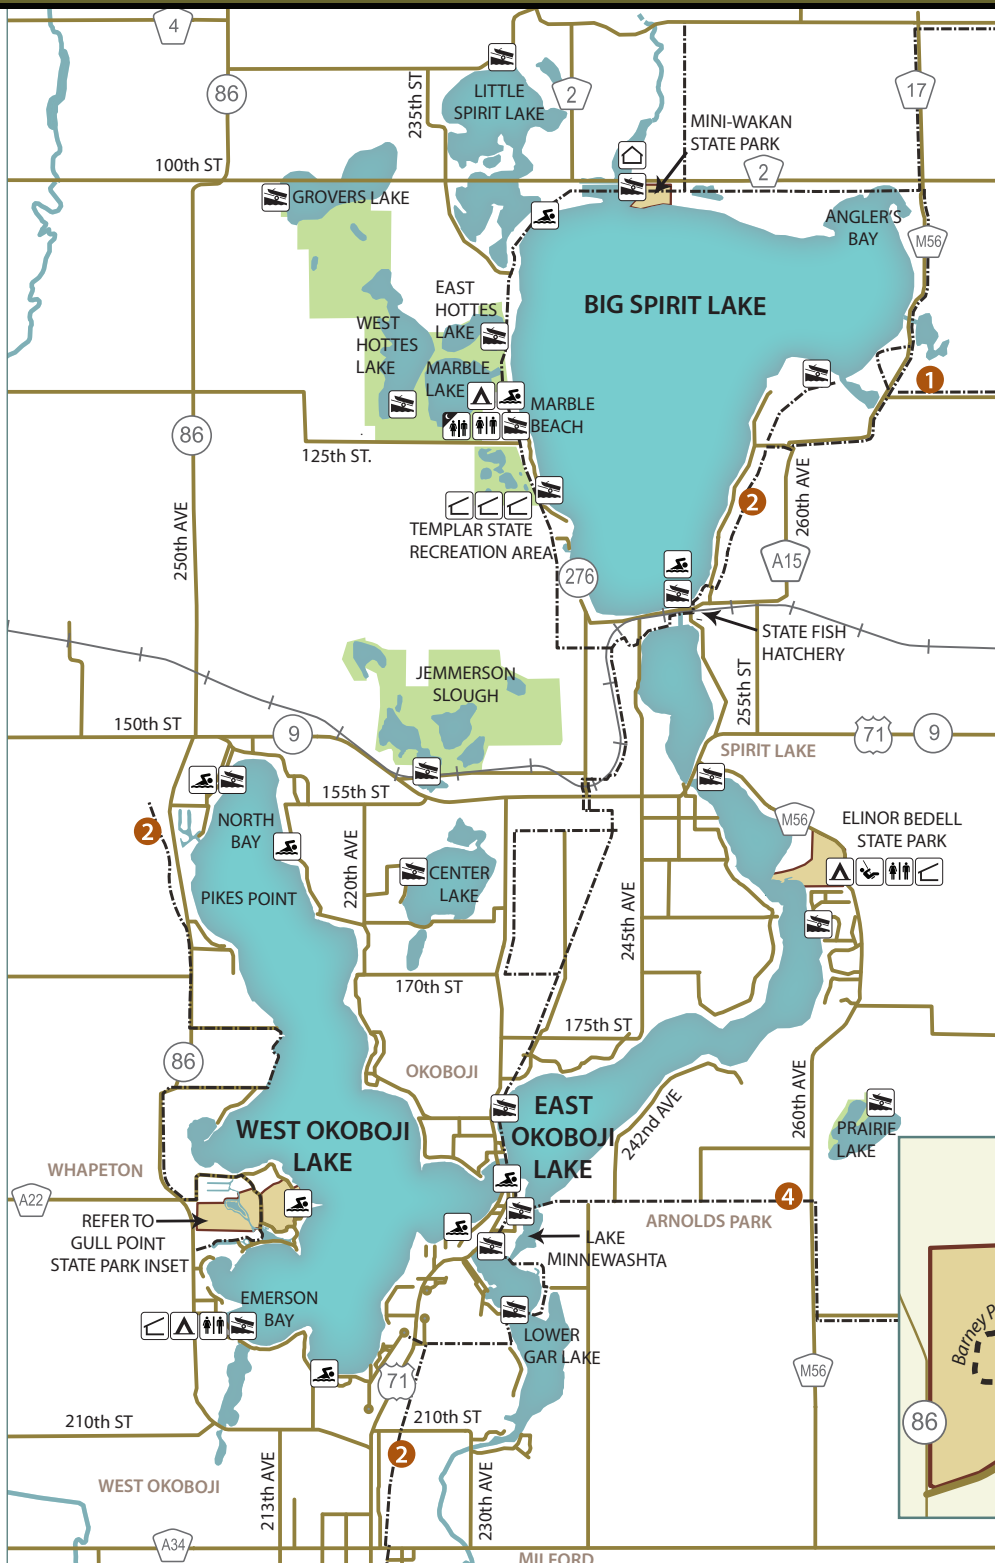 4
86
235th ST
LITTLE
SPIRIT LAKE
2
17
MINI-WAKAN
STATE PARK
2
100th ST
GROVERS LAKE
ANGLER'S
BAY
M56
EAST
HOTTES
LAKE
BIG SPIRIT LAKE
WEST
HOTTES
LAKE
MARBLE
LAKE
1
MARBLE
BEACH
86
125th ST.
250th AVE
2
260th AVE
TEMPLAR STATE
RECREATION AREA
276
A15
STATE FISH
HATCHERY
JEMMERSON
SLOUGH
255th ST
150th ST
9
71
9
SPIRIT LAKE
155th ST
2
NORTH
BAY
M56
ELINOR BEDELL
STATE PARK
220th AVE
CENTER
LAKE
PIKES POINT
245th AVE
170th ST
175th ST
86
OKOBOJI
260th AVE
EAST
OKOBOJI
LAKE
242nd AVE
WEST OKOBOJI
LAKE
PRAIRIE
LAKE
WHAPETON
A22
4
REFER TO
GULL POINT
STATE PARK INSET
ARNOLDS PARK
LAKE
MINNEWASHTA
EMERSON
BAY
LOWER
GAR LAKE
Barney P
71
M56
210th ST
210th ST
86
2
WEST OKOBOJI
213th AVE
230th AVE
A34
MILFORD